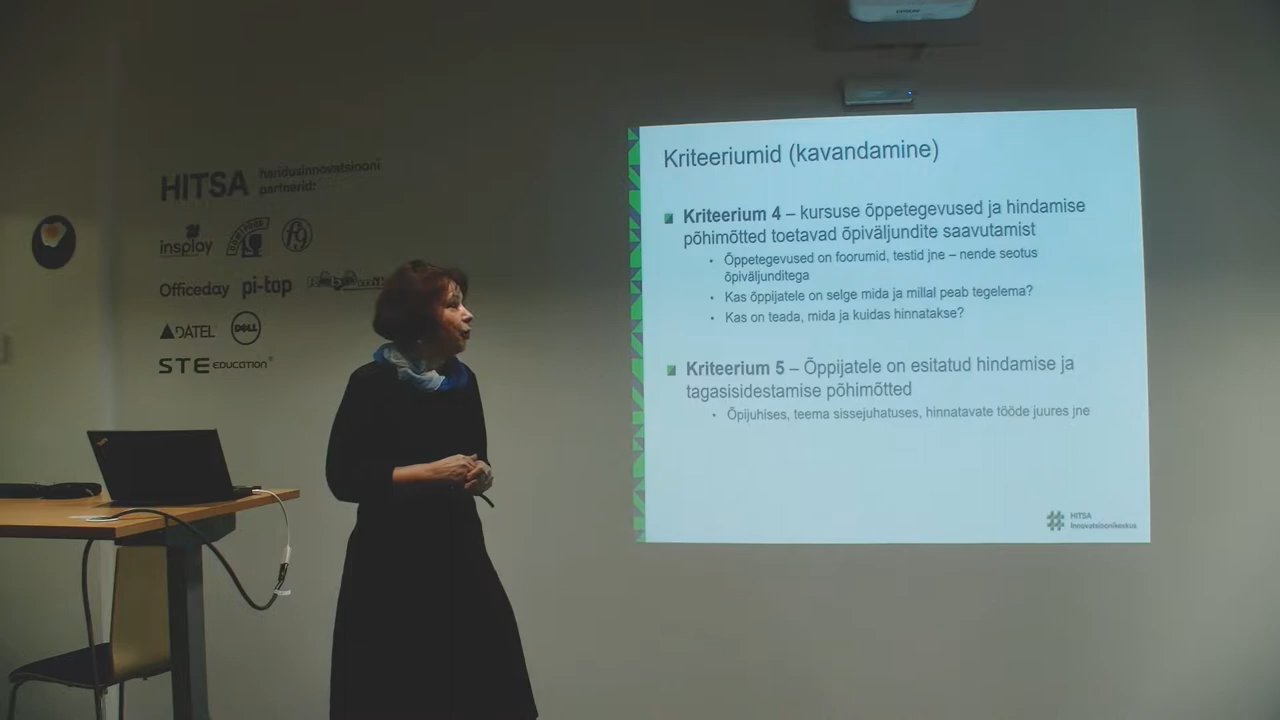 HITSA haridusinnovatsiooni
partnerid:
insplay
Officeday pi-top
DATEL DELL
STE EDUCATION
Kriteeriumid (kavandamine)
Kriteerium 4 – kursuse õppetegevused ja hindamise
põhimõtted toetavad õpiväljundite saavutamist
Õppetegevused on foorumid, testid jne – nende seotus
õpiväljunditega
Kas õppijatele on selge mida ja millal peab tegelema?
Kas on teada, mida ja kuidas hinnatakse?
Kriteerium 5 – Õppijatele on esitatud hindamise ja
tagasisidestamise põhimõtted
Õpijuhises, teema sissejuhatuses, hinnatavate tööde juures jne
HITSA
Innovatsioonikeskus